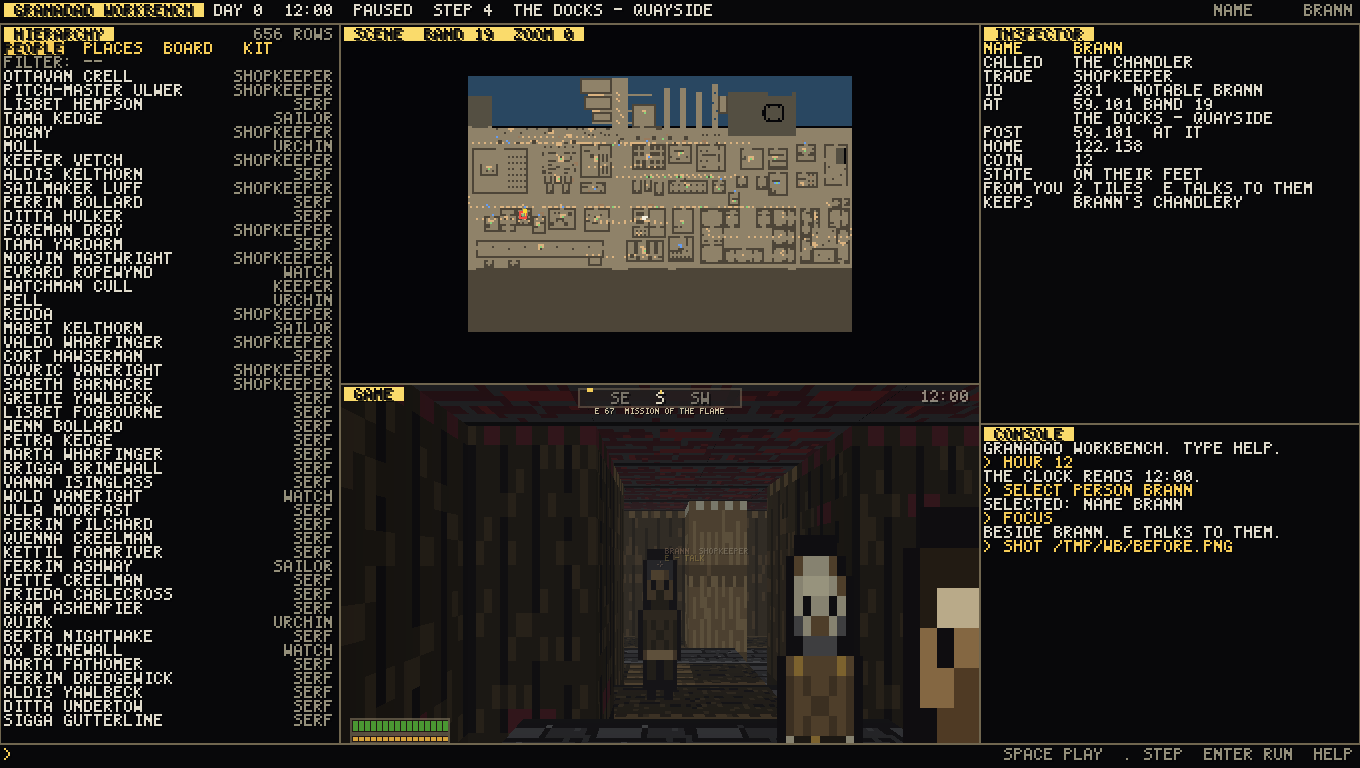 GRANADAD WORKBENCH DAY 0 12:00 PAUSED STEP 4 THE DOCKS - QUAYSIDE NAME BRANN
HIERARCHY 656 ROWS
PEOPLE PLACES BOARD KIT
FILTER: --
OTTAVAN CRELL SHOPKEEPER
PITCH-MASTER ULWER SHOPKEEPER
LISBET HEMPSON SERF
TAMA KEDGE SAILOR
DAGNY SHOPKEEPER
MOLL URCHIN
KEEPER VETCH SHOPKEEPER
ALDIS KELTHORN SERF
SAILMAKER LUFF SHOPKEEPER
PERRIN BOLLARD SERF
DITTA HULKER SERF
FOREMAN DRAY SHOPKEEPER
TAMA YARDARM SERF
NORVIN MASTWRIGHT SHOPKEEPER
EVRARD ROPEWYND WATCH
WATCHMAN CULL KEEPER
PELL URCHIN
REDDA SHOPKEEPER
MABET KELTHORN SAILOR
VALDO WHARFINGER SHOPKEEPER
CORT HAWSERMAN SERF
DOVRIC VANERIGHT SHOPKEEPER
SABETH BARNACRE SHOPKEEPER
GRETTE YAWLBECK SERF
LISBET FOGBOURNE SERF
WENN BOLLARD SERF
PETRA KEDGE SERF
MARTA WHARFINGER SERF
BRIGGA BRINEWALL SERF
VANNA ISINGLASS SERF
WOLD VANERIGHT WATCH
ULLA MOORFAST SERF
PERRIN PILCHARD SERF
QUENNA CREELMAN SERF
KETTIL FOAMRIVER SERF
PERRIN ASHWAY SAILOR
YETTE CREELMAN SERF
FRIEDA CABLECROSS SERF
BRAM ASHENPIER SERF
QUIRK URCHIN
BERTA NIGHTWAKE SERF
OX BRINEWALL WATCH
MARTA FATHOMER SERF
PERRIN DREDGEWICK SERF
ALDIS YAWLBECK SERF
DITTA UNDERTOW SERF
SIGGA GUTTERLINE SERF
SCENE BAND 19 ZOOM 0
GAME
SE S SW
E 67 MISSION OF THE FLAME
12:00
BRANN SHOPKEEPER
E - TALK
INSPECTOR
NAME BRANN
CALLED THE CHANDLER
TRADE SHOPKEEPER
ID 281 NOTABLE BRANN
AT 59,101 BAND 19
THE DOCKS - QUAYSIDE
POST 59,101 AT IT
HOME 122,138
COIN 12
STATE ON THEIR FEET
FROM YOU 2 TILES E TALKS TO THEM
KEEPS BRANN'S CHANDLERY
CONSOLE
GRANADAD WORKBENCH. TYPE HELP.
> HOUR 12
THE CLOCK READS 12:00.
> SELECT PERSON BRANN
SELECTED: NAME BRANN
> FOCUS
BESIDE BRANN. E TALKS TO THEM.
> SHOT /TMP/WB/BEFORE.PNG
> SPACE PLAY . STEP ENTER RUN HELP